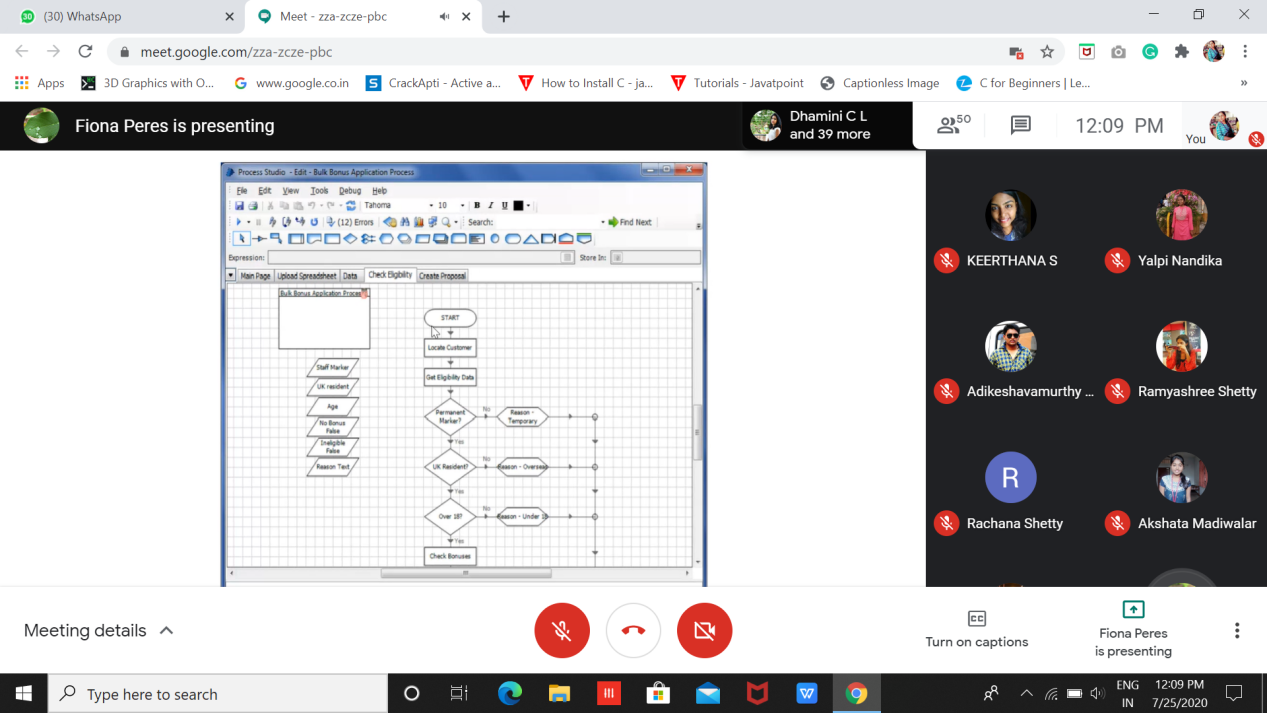 30 (30) WhatsApp
Meet - zza-zcze-pbc
meet.google.com/zza-zcze-pbc
Apps
3D Graphics with O...
www.google.co.in
CrackApti - Active a...
How to Install C - ja...
Tutorials - Javatpoint
Captionless Image
C for Beginners | Le...
Fiona Peres is presenting
Dhamini C L
and 39 more
50
12:09 PM
You
Process Studio - Edit - Bulk Bonus Application Process
File Edit View Tools Debug Help
Tahoma 10 B I U
(12) Errors Search: Find Next
Expression: Store In:
Main Page Upload Spreadsheet Data Check Eligibility Create Proposal
Bulk Bonus Application Process
START
Locate Customer
Get Eligibility Data
Staff Marker
UK resident
Age
No Bonus
False
Ineligible
False
Reason Text
Permanent
Marker?
No
Reason -
Temporary
Yes
UK Resident?
No
Reason - Overseas
Yes
Over 18?
No
Reason - Under 18
Yes
Check Bonuses
KEERTHANA S
Yalpi Nandika
Adikeshavamurthy ...
Ramyashree Shetty
R
Rachana Shetty
Akshata Madiwalar
Meeting details
Turn on captions
Fiona Peres
is presenting
Type here to search
ENG
IN
12:09 PM
7/25/2020